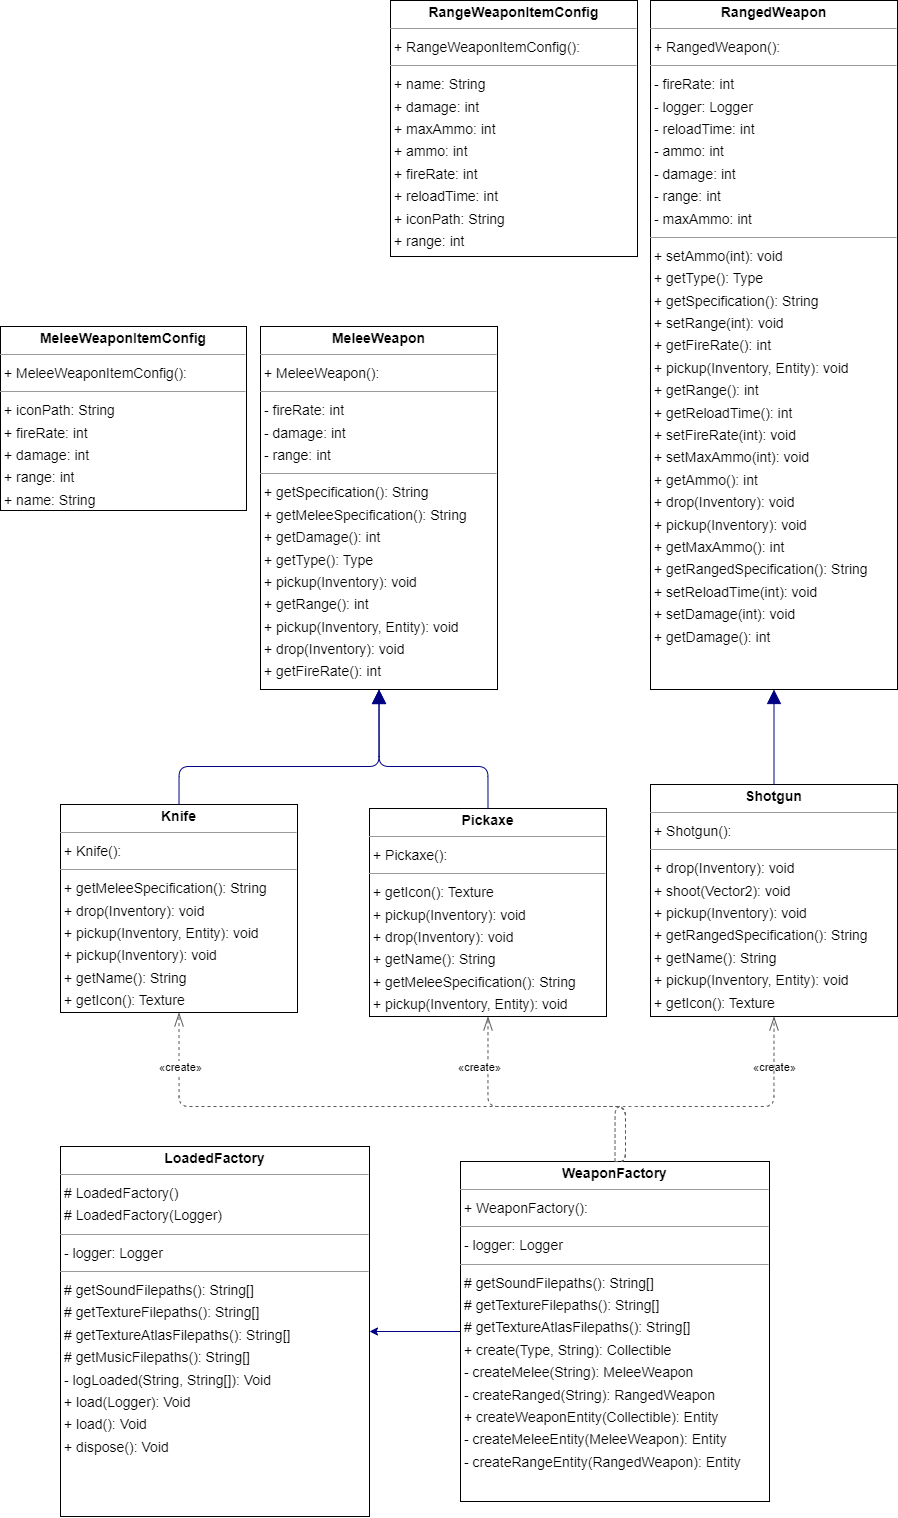 RangeWeaponItemConfig
+ RangeWeaponItemConfig():
+ name: String
+ damage: int
+ maxAmmo: int
+ ammo: int
+ fireRate: int
+ reloadTime: int
+ iconPath: String
+ range: int
RangedWeapon
+ RangedWeapon():
- fireRate: int
- logger: Logger
- reloadTime: int
- ammo: int
- damage: int
- range: int
- maxAmmo: int
+ setAmmo(int): void
+ getType(): Type
+ getSpecification(): String
+ setRange(int): void
+ getFireRate(): int
+ pickup(Inventory, Entity): void
+ getRange(): int
+ getReloadTime(): int
+ setFireRate(int): void
+ setMaxAmmo(int): void
+ getAmmo(): int
+ drop(Inventory): void
+ pickup(Inventory): void
+ getMaxAmmo(): int
+ getRangedSpecification(): String
+ setReloadTime(int): void
+ setDamage(int): void
+ getDamage(): int
MeleeWeaponItemConfig
+ MeleeWeaponItemConfig():
+ iconPath: String
+ fireRate: int
+ damage: int
+ range: int
+ name: String
MeleeWeapon
+ MeleeWeapon():
- fireRate: int
- damage: int
- range: int
+ getSpecification(): String
+ getMeleeSpecification(): String
+ getDamage(): int
+ getType(): Type
+ pickup(Inventory): void
+ getRange(): int
+ pickup(Inventory, Entity): void
+ drop(Inventory): void
+ getFireRate(): int
Knife
+ Knife():
+ getMeleeSpecification(): String
+ drop(Inventory): void
+ pickup(Inventory, Entity): void
+ pickup(Inventory): void
+ getName(): String
+ getIcon(): Texture
Pickaxe
+ Pickaxe():
+ getIcon(): Texture
+ pickup(Inventory): void
+ drop(Inventory): void
+ getName(): String
+ getMeleeSpecification(): String
+ pickup(Inventory, Entity): void
Shotgun
+ Shotgun():
+ drop(Inventory): void
+ shoot(Vector2): void
+ pickup(Inventory): void
+ getRangedSpecification(): String
+ getName(): String
+ pickup(Inventory, Entity): void
+ getIcon(): Texture
«create»
«create»
«create»
LoadedFactory
# LoadedFactory()
# LoadedFactory(Logger)
- logger: Logger
# getSoundFilepaths(): String[]
# getTextureFilepaths(): String[]
# getTextureAtlasFilepaths(): String[]
# getMusicFilepaths(): String[]
- logLoaded(String, String[]): Void
+ load(Logger): Void
+ load(): Void
+ dispose(): Void
WeaponFactory
+ WeaponFactory():
- logger: Logger
# getSoundFilepaths(): String[]
# getTextureFilepaths(): String[]
# getTextureAtlasFilepaths(): String[]
+ create(Type, String): Collectible
- createMelee(String): MeleeWeapon
- createRanged(String): RangedWeapon
+ createWeaponEntity(Collectible): Entity
- createMeleeEntity(MeleeWeapon): Entity
- createRangeEntity(RangedWeapon): Entity